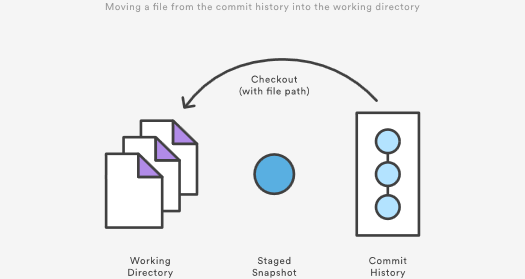 Moving a file from the commit history into the working directory
Checkout
(with file path)
Working
Directory
Staged
Snapshot
Commit
History